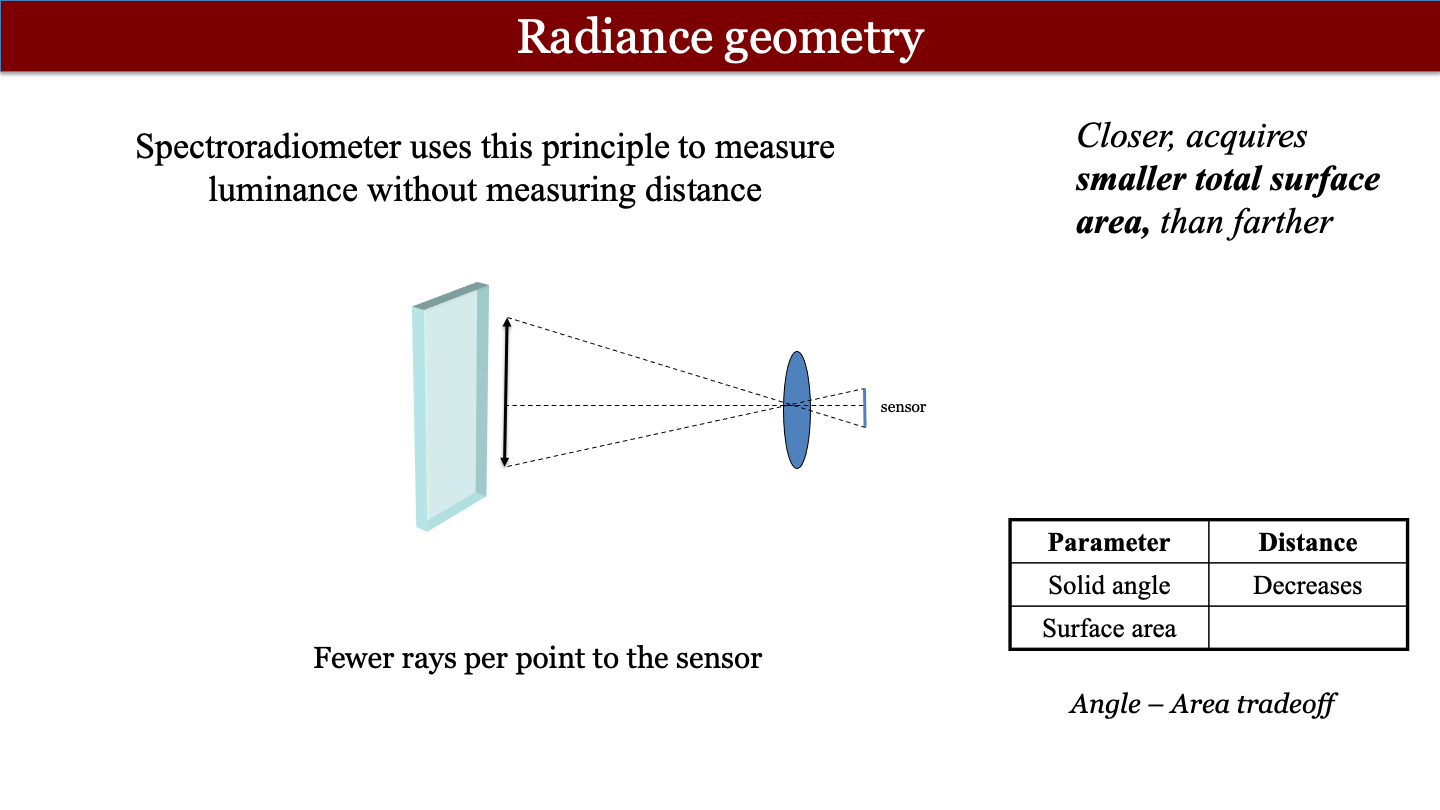 Radiance geometry
Spectroradiometer uses this principle to measure
luminance without measuring distance
Closer, acquires
smaller total surface
area, than farther
sensor
Parameter Distance
Solid angle Decreases
Surface area
Fewer rays per point to the sensor
Angle – Area tradeoff